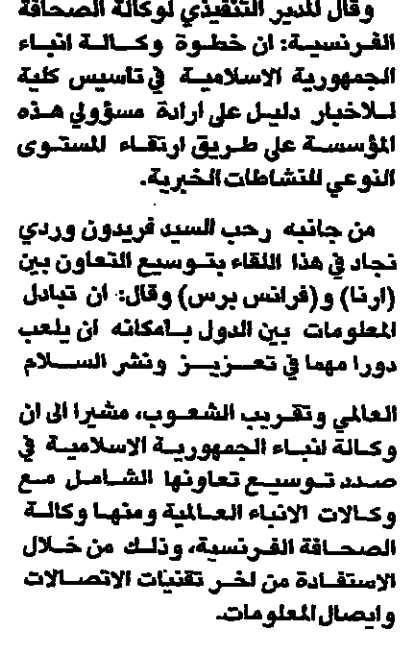 وقال المدير التنفيذي لوكالة الصحافة
الفرنسية: ان خطوة وكالة انباء
الجمهورية الاسلامية في تأسيس كلية
للاخبار دليل على ارادة مسؤولي هذه
المؤسسة على طريق ارتقاء المستوى
النوعي للنشاطات الخبرية.
من جانبه رحب السيد فريدون وردي
نجاد في هذا اللقاء بتوسيع التعاون بين
(ارنا) و(فرانس برس) وقال: ان تبادل
المعلومات بين الدول بامكانه ان يلعب
دورا مهما في تعزيز ونشر السلام
العالمي وتقريب الشعوب، مشيرا الى ان
وكالة انباء الجمهورية الاسلامية في
صدد توسيع تعاونها الشامل مع
وكالات الانباء العالمية ومنها وكالة
الصحافة الفرنسية، وذلك من خلال
الاستفادة من اخر تقنيات الاتصالات
وايصال المعلومات.